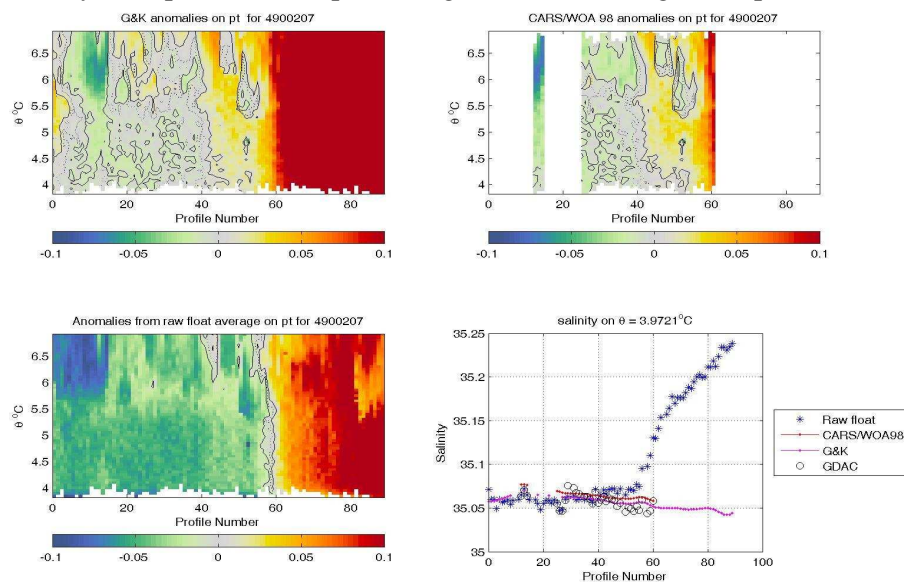 G&K anomalies on pt for 4900207
6.5
6
5.5
5
4.5
4
θ °C
0 20 40 60 80
Profile Number
-0.1 -0.05 0 0.05 0.1
CARS/WOA 98 anomalies on pt for 4900207
6.5
6
5.5
5
4.5
4
θ °C
0 20 40 60 80
Profile Number
-0.1 -0.05 0 0.05 0.1
Anomalies from raw float average on pt for 4900207
6.5
6
5.5
5
4.5
4
θ °C
0 20 40 60 80
Profile Number
-0.1 -0.05 0 0.05 0.1
salinity on θ = 3.9721°C
35.25
35.2
35.15
35.1
35.05
35
Salinity
0 20 40 60 80 100
Profile Number
Raw float
CARS/WOA98
G&K
GDAC